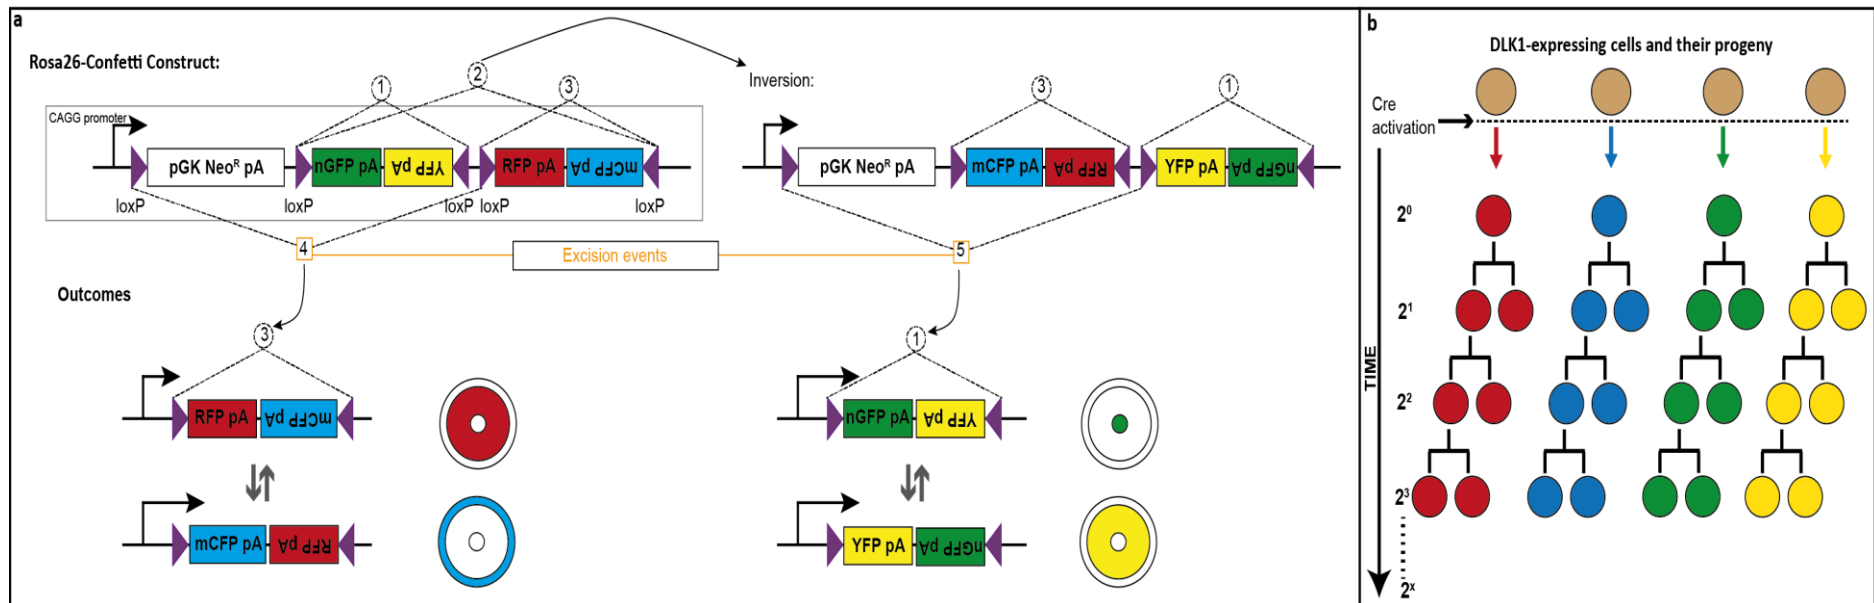 a
Rosa26-Confetti Construct:
1
2
3
Inversion:
3
1
CAGG promoter
pGK Neoᴿ pA
nGFP pA
YFP pA
RFP pA
mCFP pA
pGK Neoᴿ pA
mCFP pA
RFP pA
YFP pA
nGFP pA
loxP
loxP
loxP
loxP
loxP
4
Excision events
5
Outcomes
3
1
RFP pA
mCFP pA
nGFP pA
YFP pA
mCFP pA
RFP pA
YFP pA
nGFP pA
b
DLK1-expressing cells and their progeny
Cre
activation
TIME
2⁰
2¹
2²
2³
2ˣ